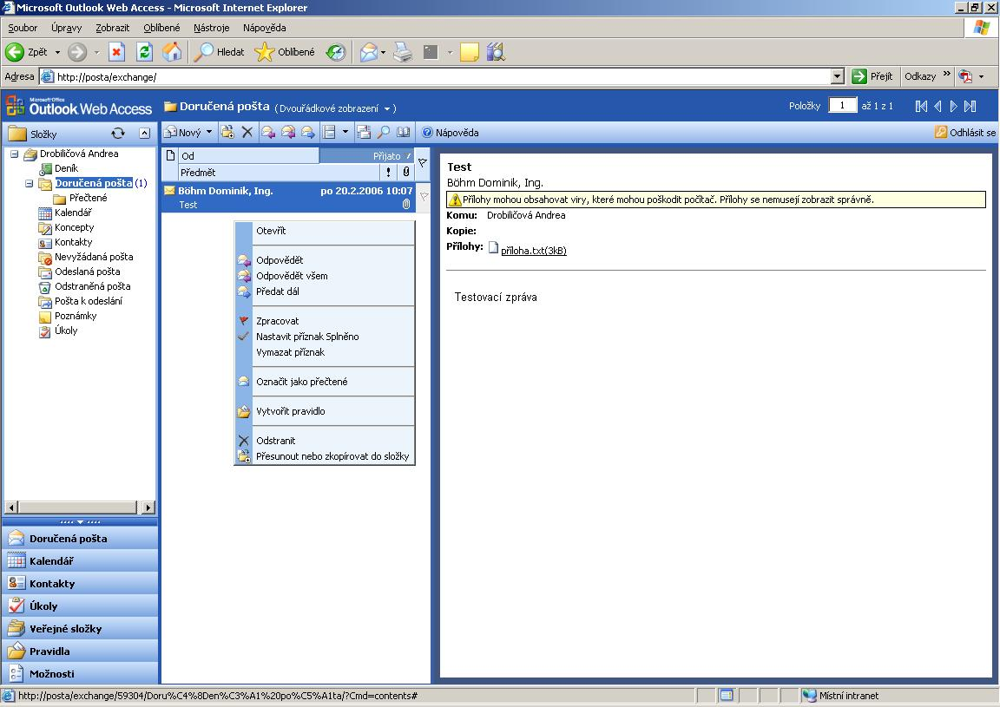 Microsoft Outlook Web Access - Microsoft Internet Explorer
Soubor Úpravy Zobrazit Oblíbené Nástroje Nápověda
Zpět Hledat Oblíbené
Adresa http://posta/exchange/ Přejít Odkazy »
Microsoft Office
Outlook Web Access
Doručená pošta (Dvouřádkové zobrazení)
Položky 1 až 1 z 1
Složky
Nový Nápověda Odhlásit se
Drobiličová Andrea
Deník
Doručená pošta (1)
Přečtené
Kalendář
Koncepty
Kontakty
Nevyžádaná pošta
Odeslaná pošta
Odstraněná pošta
Pošta k odeslání
Poznámky
Úkoly
Doručená pošta
Kalendář
Kontakty
Úkoly
Veřejné složky
Pravidla
Možnosti
Od Přijato
Předmět !
Böhm Dominik, Ing. po 20.2.2006 10:07
Test
Otevřít
Odpovědět
Odpovědět všem
Předat dál
Zpracovat
Nastavit příznak Splněno
Vymazat příznak
Označit jako přečtené
Vytvořit pravidlo
Odstranit
Přesunout nebo zkopírovat do složky
Test
Böhm Dominik, Ing.
Přílohy mohou obsahovat viry, které mohou poškodit počítač. Přílohy se nemusejí zobrazit správně.
Komu: Drobiličová Andrea
Kopie:
Přílohy: příloha.txt(3kB)
Testovací zpráva
http://posta/exchange/59304/Doru%C4%8Den%C3%A1%20po%C5%A1ta/?Cmd=contents# Místní intranet